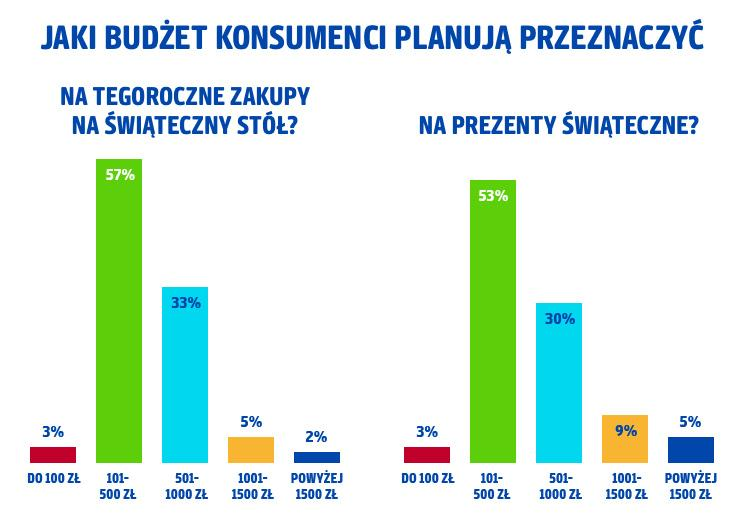 JAKI BUDŻET KONSUMENCI PLANUJĄ PRZEZNACZYĆ
NA TEGOROCZNE ZAKUPY
NA ŚWIĄTECZNY STÓŁ?
57%
33%
3%
5%
2%
DO 100 ZŁ
101–
500 ZŁ
501–
1000 ZŁ
1001–
1500 ZŁ
POWYŻEJ
1500 ZŁ
NA PREZENTY ŚWIĄTECZNE?
53%
30%
3%
9%
5%
DO 100 ZŁ
101–
500 ZŁ
501–
1000 ZŁ
1001–
1500 ZŁ
POWYŻEJ
1500 ZŁ